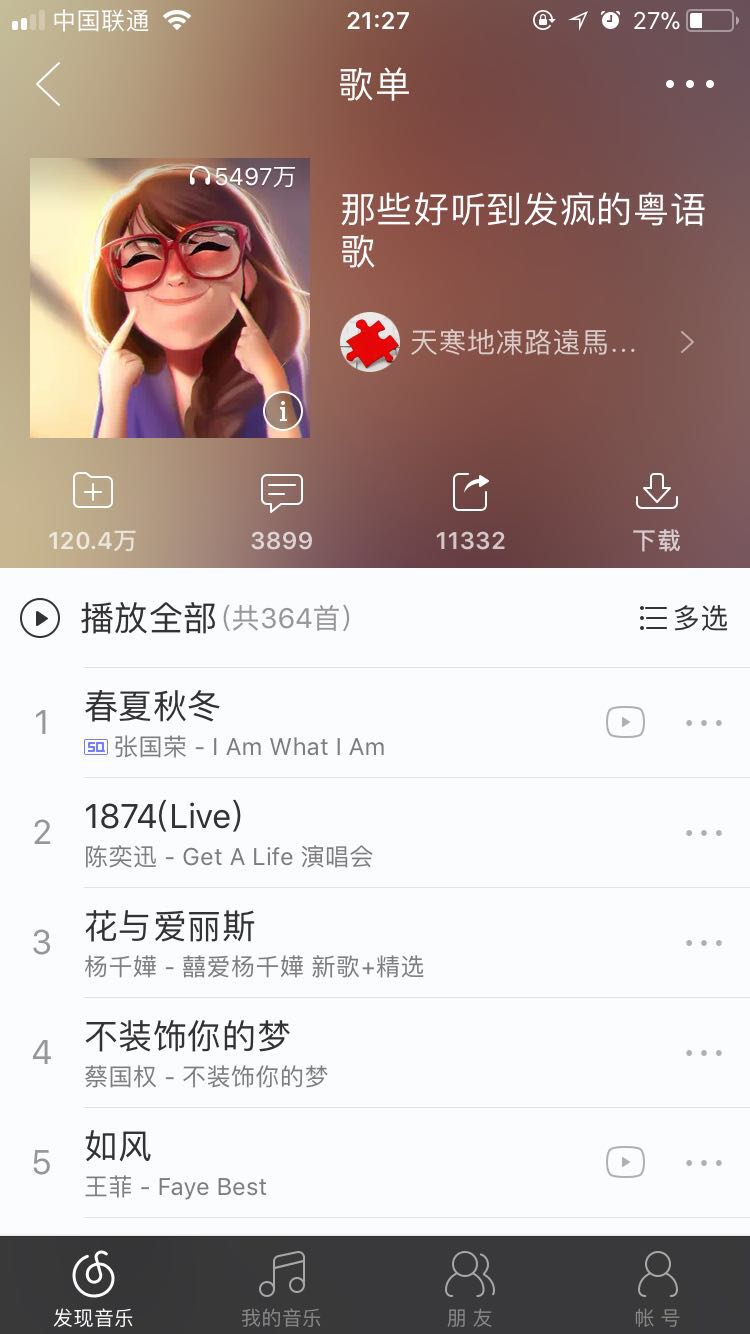 中国联通 21:27 27%
歌单
5497万
那些好听到发疯的粤语
歌
天寒地凍路遠馬...
120.4万 3899 11332 下载
播放全部(共364首) 多选
1 春夏秋冬
SQ 张国荣 - I Am What I Am
2 1874(Live)
陈奕迅 - Get A Life 演唱会
3 花与爱丽斯
杨千嬅 - 囍爱杨千嬅 新歌+精选
4 不装饰你的梦
蔡国权 - 不装饰你的梦
5 如风
王菲 - Faye Best
发现音乐 我的音乐 朋友 帐号